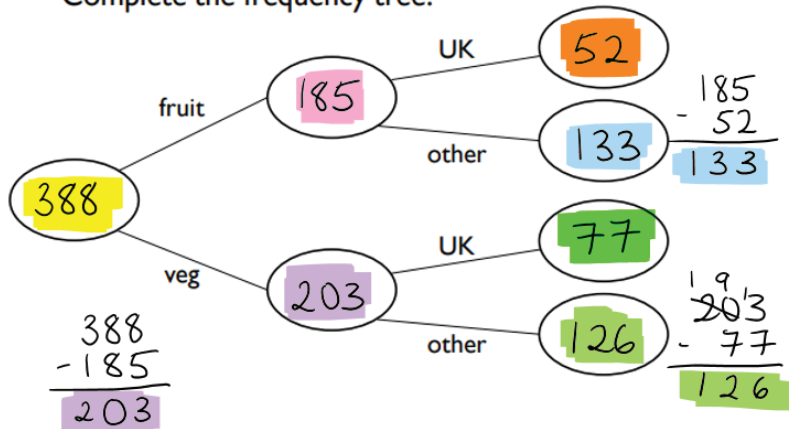 Complete the frequency tree.
UK
52
fruit
185
185
- 52
133
other
133
388
UK
77
veg
203
1 9 1
203
- 77
126
other
126
388
-185
203